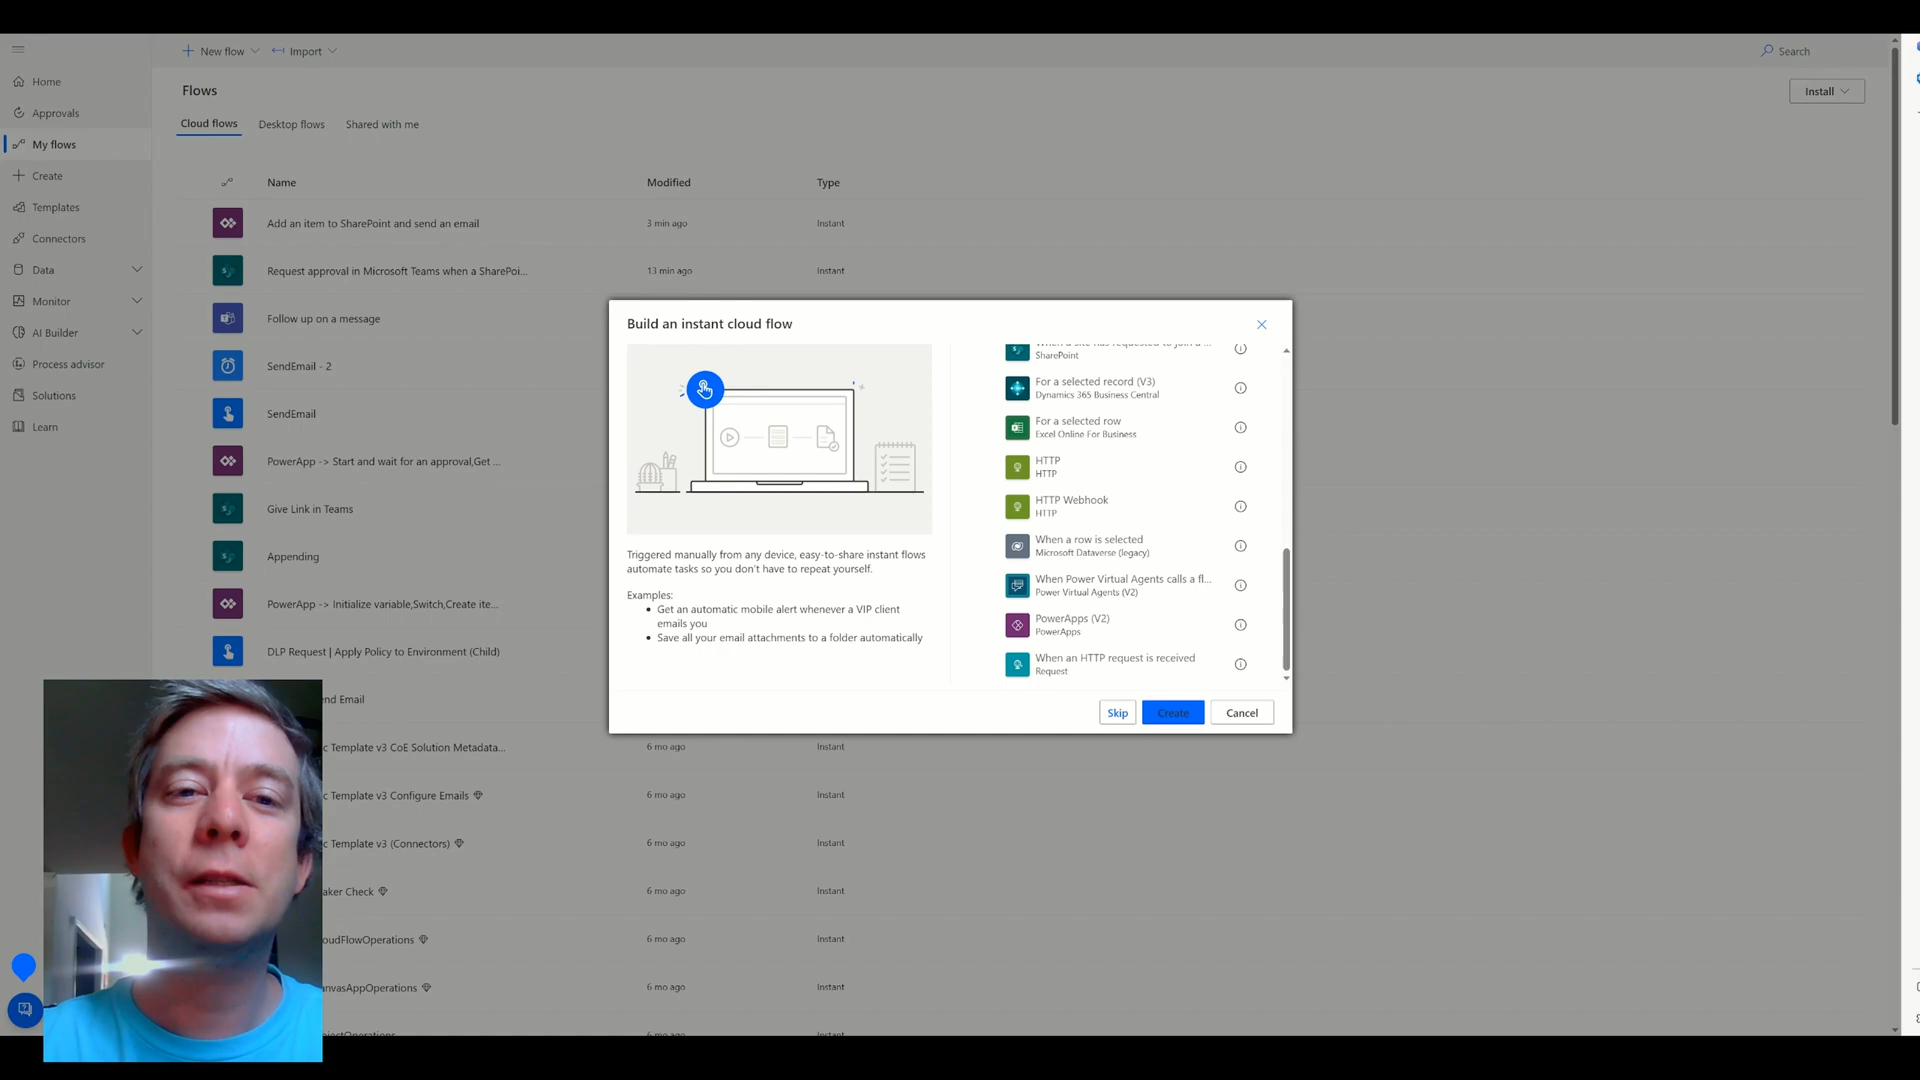 New flow
Import
Search
Home
Flows
Install
Approvals
Cloud flows
Desktop flows
Shared with me
My flows
Create
Name
Modified
Type
Templates
Add an item to SharePoint and send an email
3 min ago
Instant
Connectors
Data
Request approval in Microsoft Teams when a SharePoi...
13 min ago
Instant
Monitor
Follow up on a message
AI Builder
Process advisor
SendEmail - 2
Solutions
SendEmail
Learn
PowerApp -> Start and wait for an approval,Get ...
Give Link in Teams
Appending
PowerApp -> Initialize variable,Switch,Create ite...
DLP Request | Apply Policy to Environment (Child)
end Email
c Template v3 CoE Solution Metadata...
6 mo ago
Instant
c Template v3 Configure Emails
6 mo ago
Instant
c Template v3 (Connectors)
6 mo ago
Instant
aker Check
6 mo ago
Instant
oudFlowOperations
6 mo ago
Instant
anvasAppOperations
6 mo ago
Instant
6 mo ago
Instant
Build an instant cloud flow
Triggered manually from any device, easy-to-share instant flows
automate tasks so you don't have to repeat yourself.
Examples:
Get an automatic mobile alert whenever a VIP client
emails you
Save all your email attachments to a folder automatically
When a site has requested to join a ...
SharePoint
For a selected record (V3)
Dynamics 365 Business Central
For a selected row
Excel Online For Business
HTTP
HTTP
HTTP Webhook
HTTP
When a row is selected
Microsoft Dataverse (legacy)
When Power Virtual Agents calls a fl...
Power Virtual Agents (V2)
PowerApps (V2)
PowerApps
When an HTTP request is received
Request
Skip
Create
Cancel